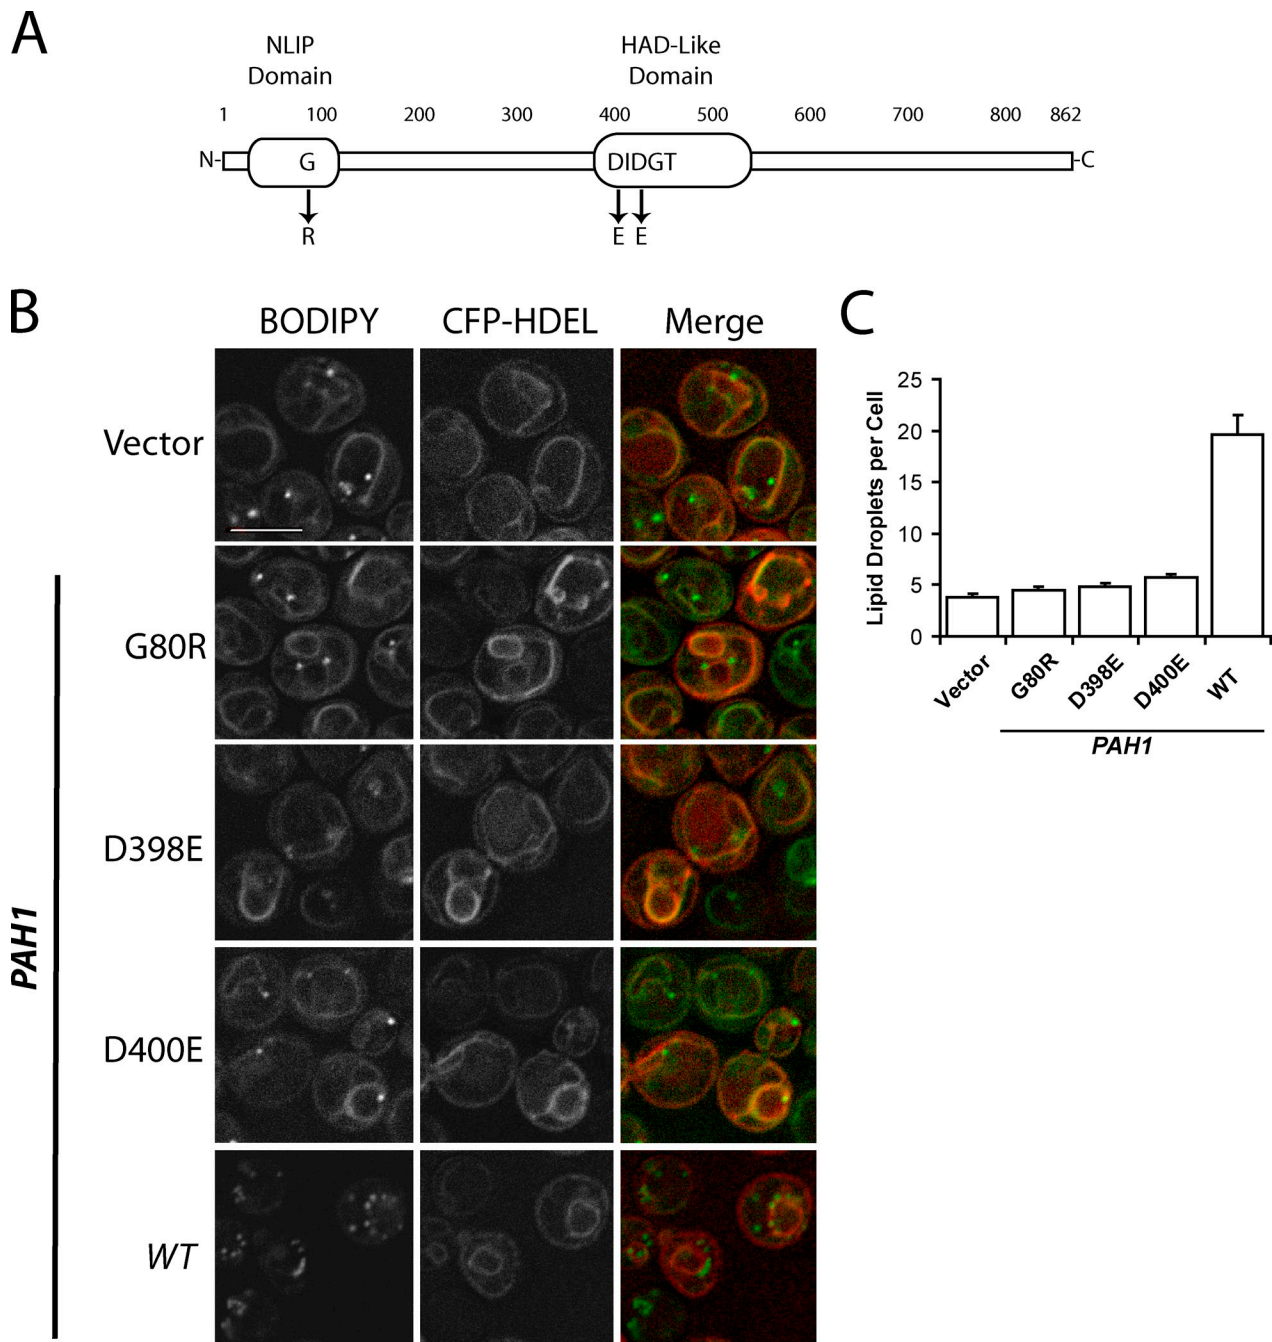 A
NLIP HAD-Like
Domain Domain
1 100 200 300 400 500 600 700 800 862
N- G DIDGT -C
R E E
B
BODIPY CFP-HDEL Merge
Vector
G80R
D398E
D400E
WT
PAH1
C
Lipid Droplets per Cell
25
20
15
10
5
0
Vector G80R D398E D400E WT
PAH1